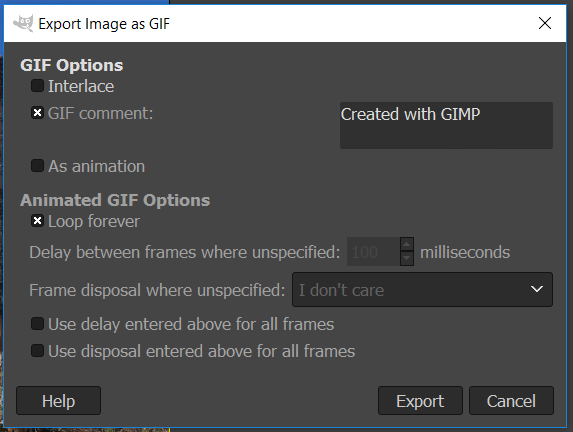 Export Image as GIF
GIF Options
Interlace
GIF comment:
Created with GIMP
As animation
Animated GIF Options
Loop forever
Delay between frames where unspecified: 100 milliseconds
Frame disposal where unspecified: I don't care
Use delay entered above for all frames
Use disposal entered above for all frames
Help Export Cancel